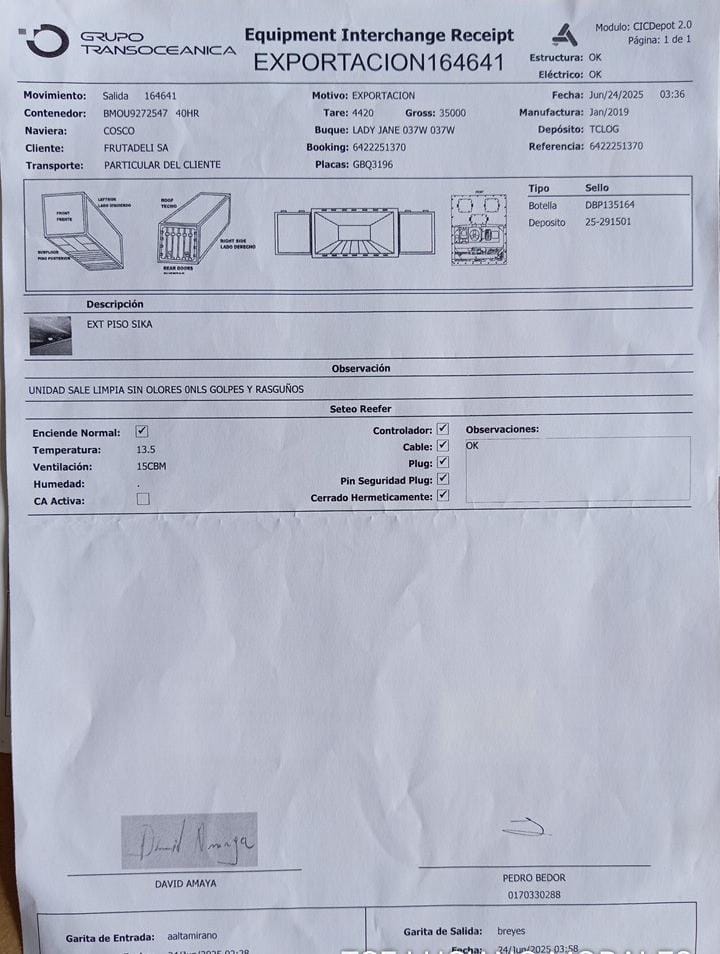 GRUPO
TRANSOCEANICA
Equipment Interchange Receipt
EXPORTACION164641
Modulo: CICDepot 2.0
Página: 1 de 1
Estructura: OK
Eléctrico: OK
Movimiento: Salida 164641
Motivo: EXPORTACION
Fecha: Jun/24/2025 03:36
Contenedor: BMOU9272547 40HR
Tare: 4420 Gross: 35000
Manufactura: Jan/2019
Naviera: COSCO
Buque: LADY JANE 037W 037W
Depósito: TCLOG
Cliente: FRUTADELI SA
Booking: 6422251370
Referencia: 6422251370
Transporte: PARTICULAR DEL CLIENTE
Placas: GBQ3196
LEFTSIDE
LADO IZQUIERDO
FRONT
FRENTE
ROOF
TECHO
RIGHT SIDE
LADO DERECHO
REAR DOORS
Tipo Sello
Botella DBP135164
Deposito 25-291501
Descripción
EXT PISO SIKA
Observación
UNIDAD SALE LIMPIA SIN OLORES 0NLS GOLPES Y RASGUÑOS
Seteo Reefer
Enciende Normal: ✓
Controlador: ✓
Observaciones:
Temperatura: 13.5
Cable: ✓
OK
Ventilación: 15CBM
Plug: ✓
Humedad: .
Pin Seguridad Plug: ✓
CA Activa:
Cerrado Hermeticamente: ✓
David Amaya
DAVID AMAYA
PEDRO BEDOR
0170330288
Garita de Entrada: aaltamirano
Garita de Salida: breyes
Fecha: 24/Jun/2025 03:58